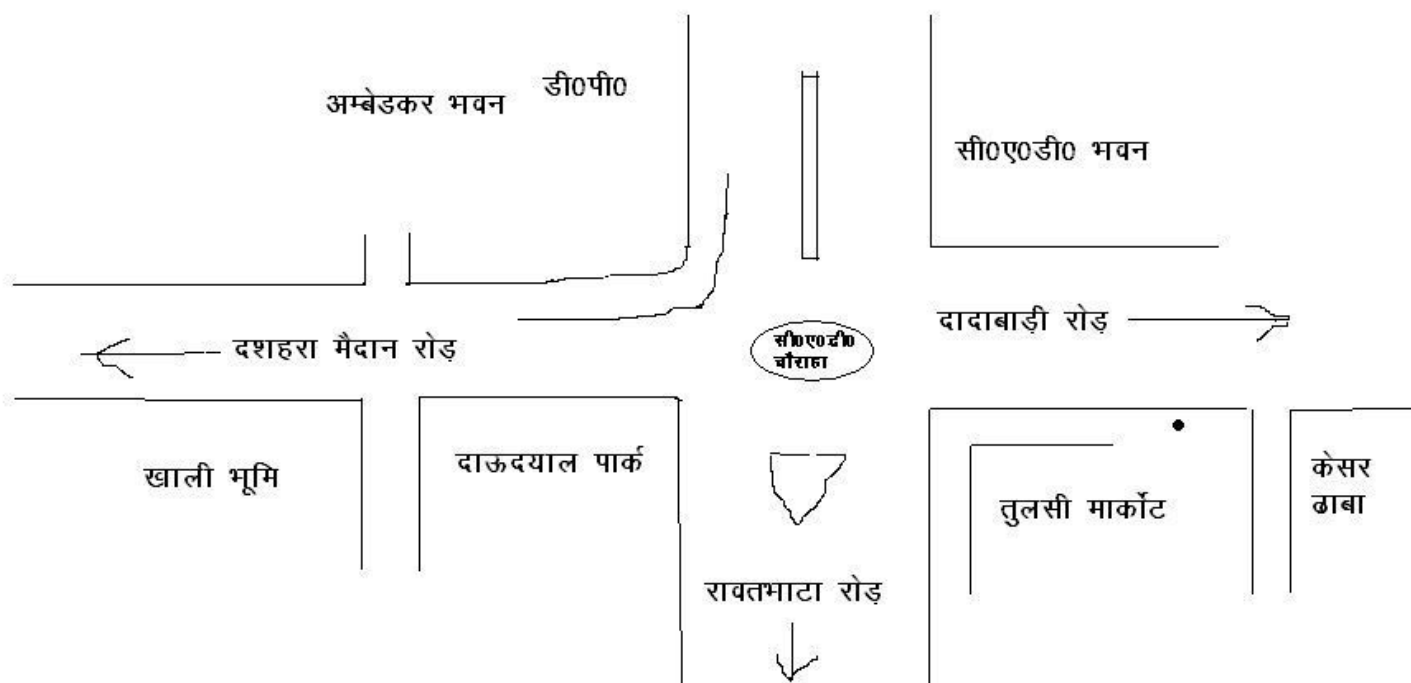 डी0पी0
अम्बेडकर भवन
सी0ए0डी0 भवन
दादाबाड़ी रोड़
दशहरा मैदान रोड़
सी0ए0डी0
चौराहा
खाली भूमि
दाऊदयाल पार्क
तुलसी मार्कोट
केसर
ढाबा
रावतभाटा रोड़